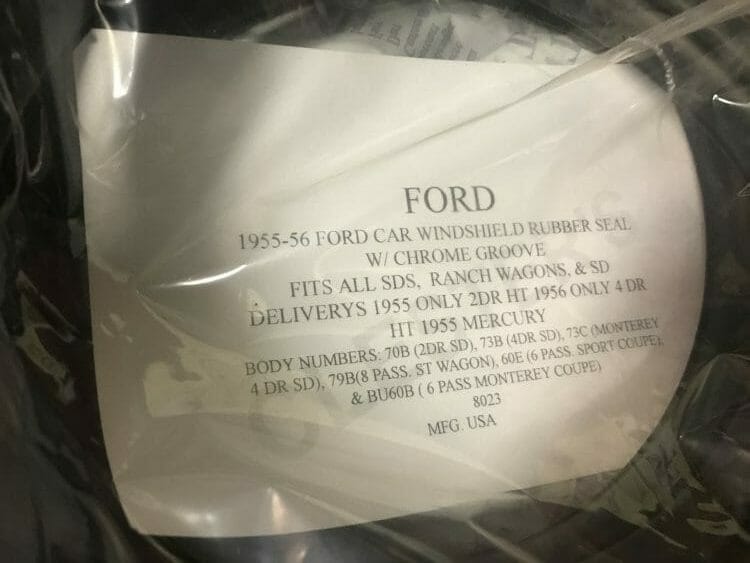 FORD
1955-56 FORD CAR WINDSHIELD RUBBER SEAL
W/ CHROME GROOVE
FITS ALL SDS, RANCH WAGONS, & SD
DELIVERYS 1955 ONLY 2DR HT 1956 ONLY 4 DR
HT 1955 MERCURY
BODY NUMBERS: 70B (2DR SD), 73B (4DR SD), 73C (MONTEREY
4 DR SD), 79B(8 PASS. ST WAGON), 60E (6 PASS. SPORT COUPE),
& BU60B ( 6 PASS MONTEREY COUPE)
8023
MFG. USA